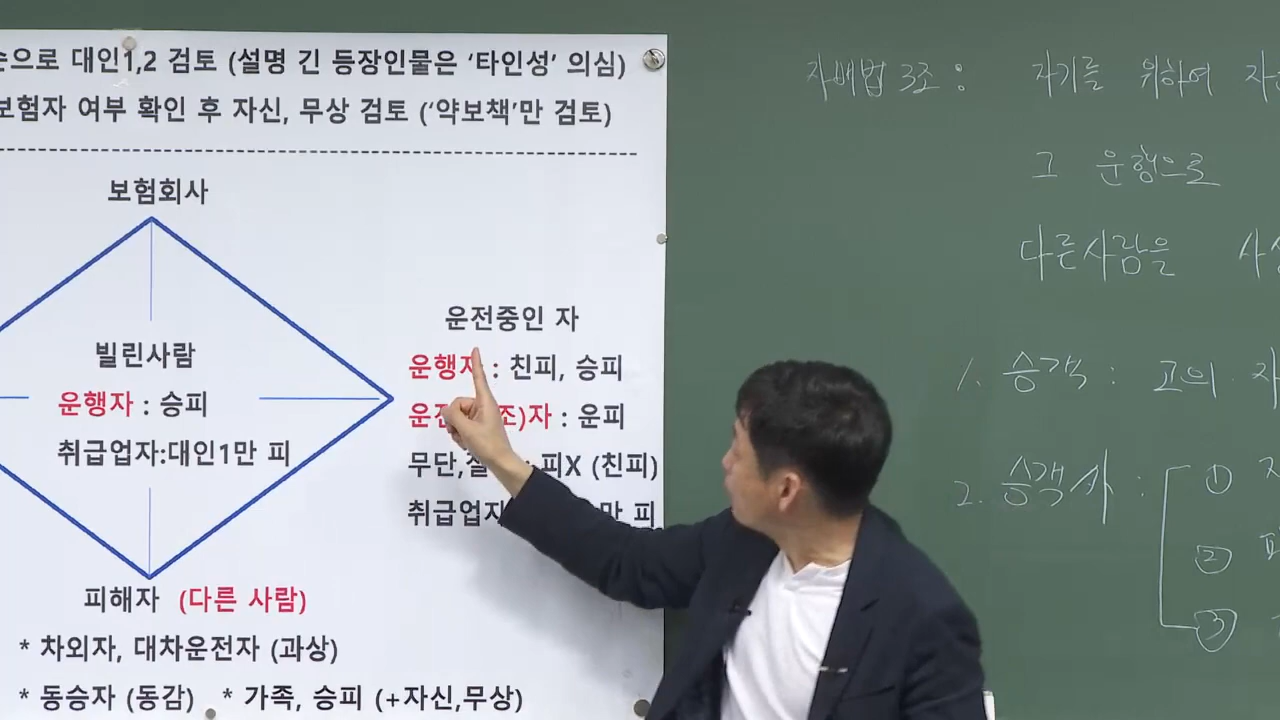 순으로 대인1,2 검토 (설명 긴 등장인물은 ‘타인성’ 의심)
보험자 여부 확인 후 자신, 무상 검토 (‘약보책’만 검토)
보험회사
빌린사람
운행자 : 승피
취급업자:대인1만 피
운전중인 자
운행자 : 친피, 승피
조)자 : 운피
무단, : 피X (친피)
취급업자 만 피
피해자 (다른 사람)
* 차외자, 대차운전자 (과상)
* 동승자 (동감) * 가족, 승피 (+자신,무상)
자배법 3조 : 자기를 위하여
그 운행으로
다른사람을
1. 승객 : 고의
2. 승객 :
①
②
③